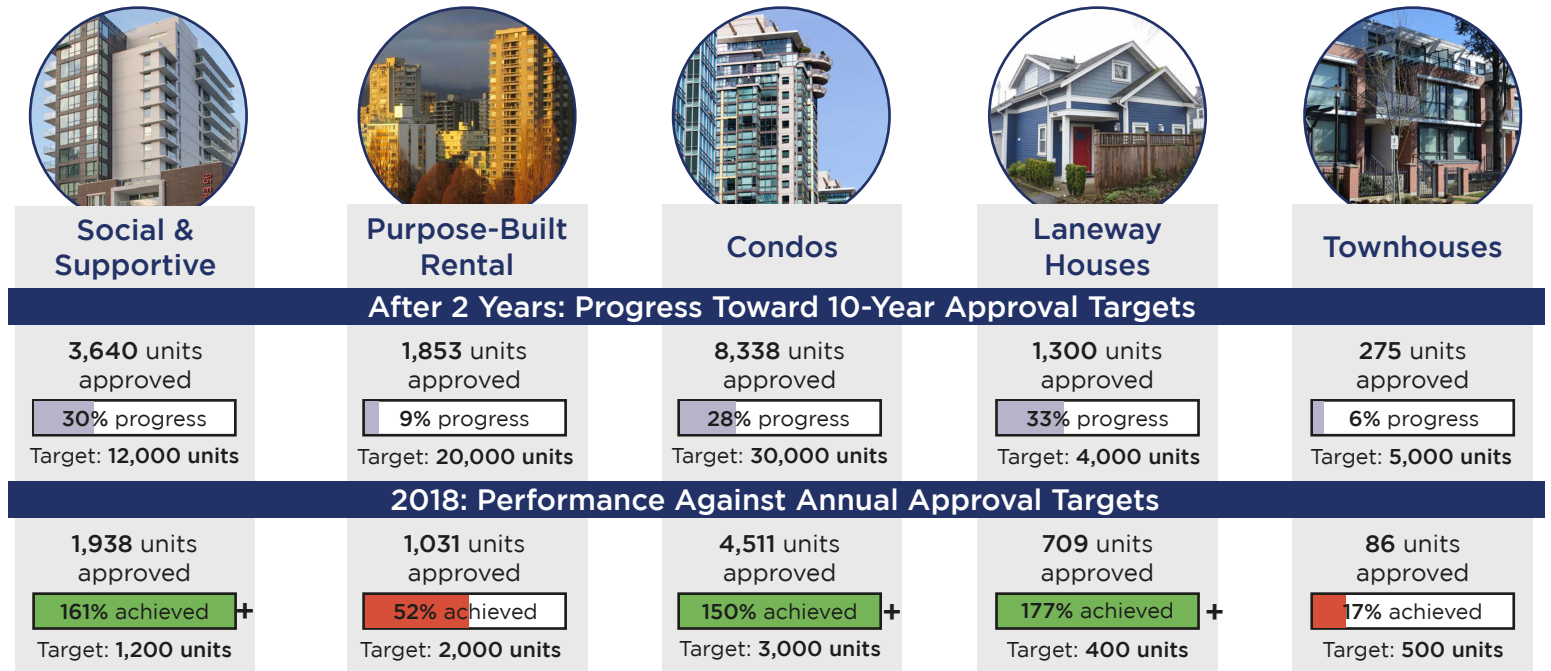 Social &
Supportive
Purpose-Built
Rental
Condos
Laneway
Houses
Townhouses
After 2 Years: Progress Toward 10-Year Approval Targets
3,640 units
approved
30% progress
Target: 12,000 units
1,853 units
approved
9% progress
Target: 20,000 units
8,338 units
approved
28% progress
Target: 30,000 units
1,300 units
approved
33% progress
Target: 4,000 units
275 units
approved
6% progress
Target: 5,000 units
2018: Performance Against Annual Approval Targets
1,938 units
approved
161% achieved +
Target: 1,200 units
1,031 units
approved
52% achieved
Target: 2,000 units
4,511 units
approved
150% achieved +
Target: 3,000 units
709 units
approved
177% achieved +
Target: 400 units
86 units
approved
17% achieved
Target: 500 units